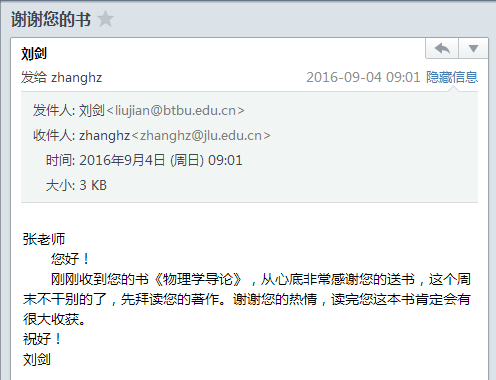 谢谢您的书
刘剑
发给 zhanghz
2016-09-04 09:01 隐藏信息
发件人: 刘剑<liujian@btbu.edu.cn>
收件人: zhanghz<zhanghz@jlu.edu.cn>
时间: 2016年9月4日 (周日) 09:01
大小: 3 KB
张老师
您好！
刚刚收到您的书《物理学导论》，从心底非常感谢您的送书，这个周
末不干别的了，先拜读您的著作。谢谢您的热情，读完您这本书肯定会有
很大收获。
祝好！
刘剑